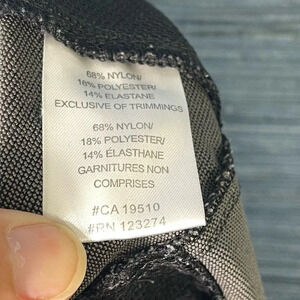 68% NYLON/
18% POLYESTER/
14% ELASTANE
EXCLUSIVE OF TRIMMINGS
68% NYLON/
18% POLYESTER/
14% ÉLASTHANE
GARNITURES NON
COMPRISES
#CA 19510
#RN 123274